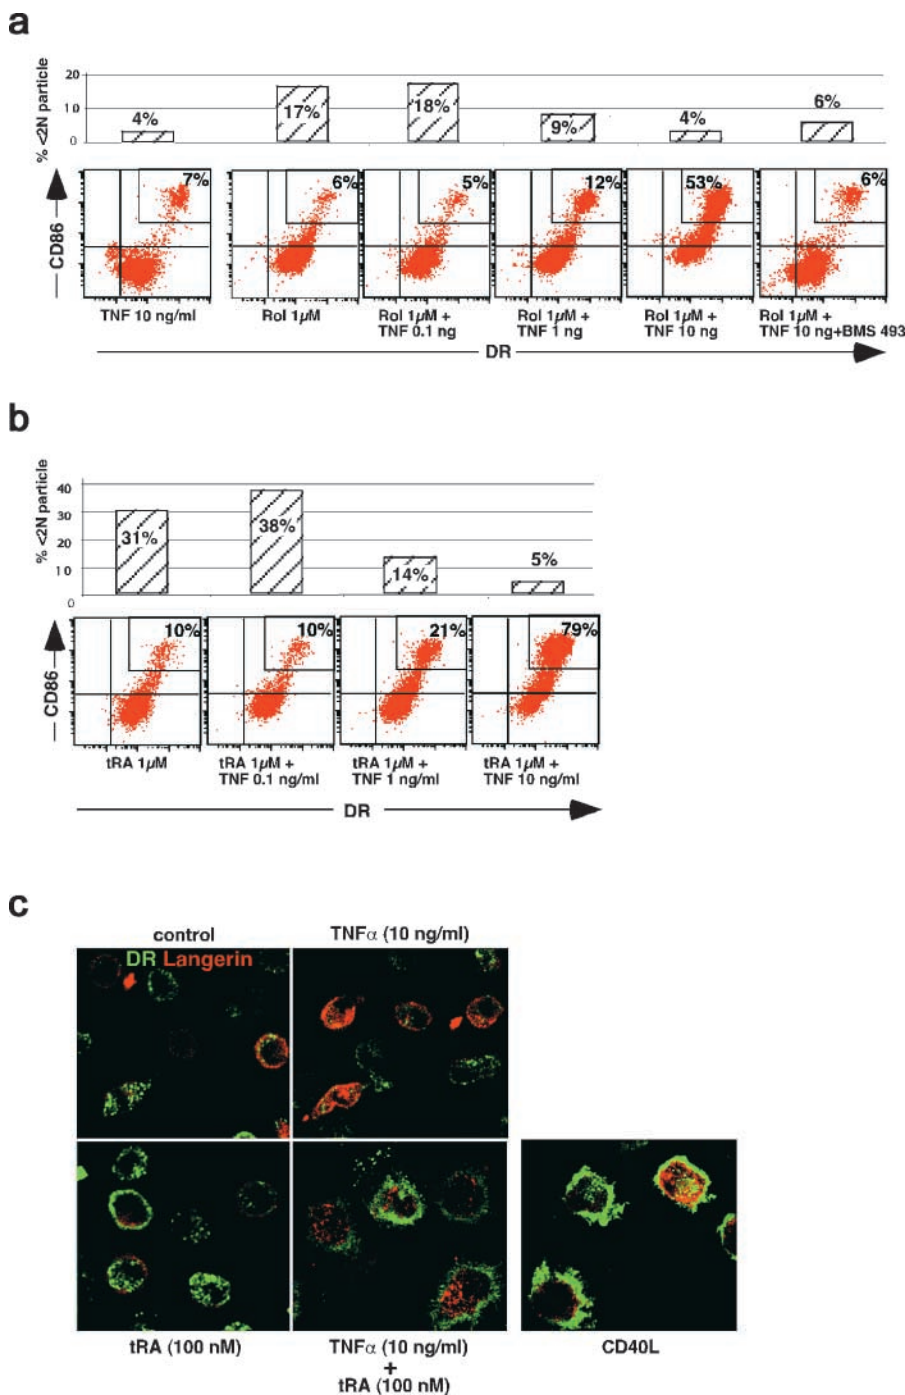 a
% <2N particle
20
10
0
4%
17%
18%
9%
4%
6%
CD86
7%
6%
5%
12%
53%
6%
TNF 10 ng/ml
Rol 1µM
Rol 1µM +
TNF 0.1 ng
Rol 1µM +
TNF 1 ng
Rol 1µM +
TNF 10 ng
Rol 1µM +
TNF 10 ng+BMS 493
DR
b
% <2N particle
40
30
20
10
0
31%
38%
14%
5%
CD86
10%
10%
21%
79%
tRA 1µM
tRA 1µM +
TNF 0.1 ng/ml
tRA 1µM +
TNF 1 ng/ml
tRA 1µM +
TNF 10 ng/ml
DR
c
control
TNFα (10 ng/ml)
DR Langerin
tRA (100 nM)
TNFα (10 ng/ml)
+
tRA (100 nM)
CD40L